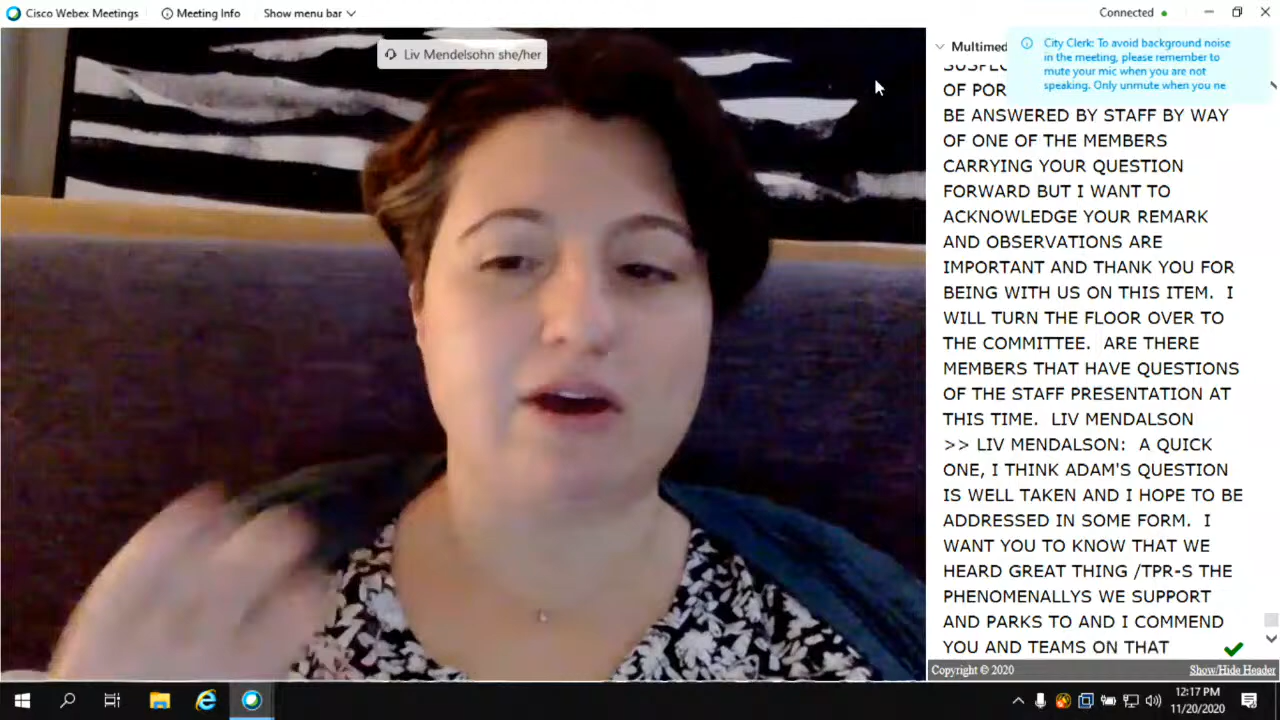 Cisco Webex Meetings
Meeting Info
Show menu bar
Connected
Liv Mendelsohn she/her
City Clerk: To avoid background noise
in the meeting, please remember to
mute your mic when you are not
speaking. Only unmute when you ne
Multimed
OF POR
BE ANSWERED BY STAFF BY WAY
OF ONE OF THE MEMBERS
CARRYING YOUR QUESTION
FORWARD BUT I WANT TO
ACKNOWLEDGE YOUR REMARK
AND OBSERVATIONS ARE
IMPORTANT AND THANK YOU FOR
BEING WITH US ON THIS ITEM. I
WILL TURN THE FLOOR OVER TO
THE COMMITTEE. ARE THERE
MEMBERS THAT HAVE QUESTIONS
OF THE STAFF PRESENTATION AT
THIS TIME. LIV MENDALSON
>> LIV MENDALSON: A QUICK
ONE, I THINK ADAM'S QUESTION
IS WELL TAKEN AND I HOPE TO BE
ADDRESSED IN SOME FORM. I
WANT YOU TO KNOW THAT WE
HEARD GREAT THING /TPR-S THE
PHENOMENALLYS WE SUPPORT
AND PARKS TO AND I COMMEND
YOU AND TEAMS ON THAT
Copyright © 2020
Show/Hide Header
12:17 PM
11/20/2020